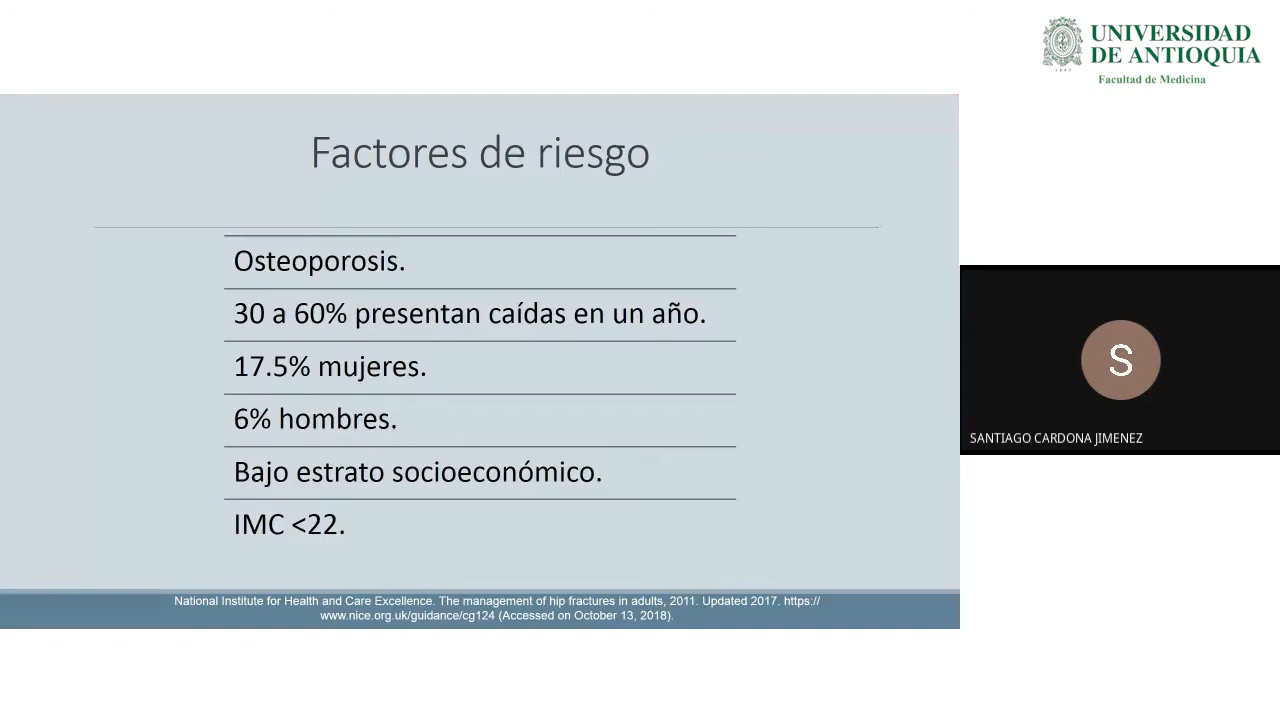 UNIVERSIDAD
DE ANTIOQUIA
1803
Facultad de Medicina
Factores de riesgo
Osteoporosis.
30 a 60% presentan caídas en un año.
17.5% mujeres.
6% hombres.
Bajo estrato socioeconómico.
IMC <22.
National Institute for Health and Care Excellence. The management of hip fractures in adults, 2011. Updated 2017. https://
www.nice.org.uk/guidance/cg124 (Accessed on October 13, 2018).
S
SANTIAGO CARDONA JIMENEZ